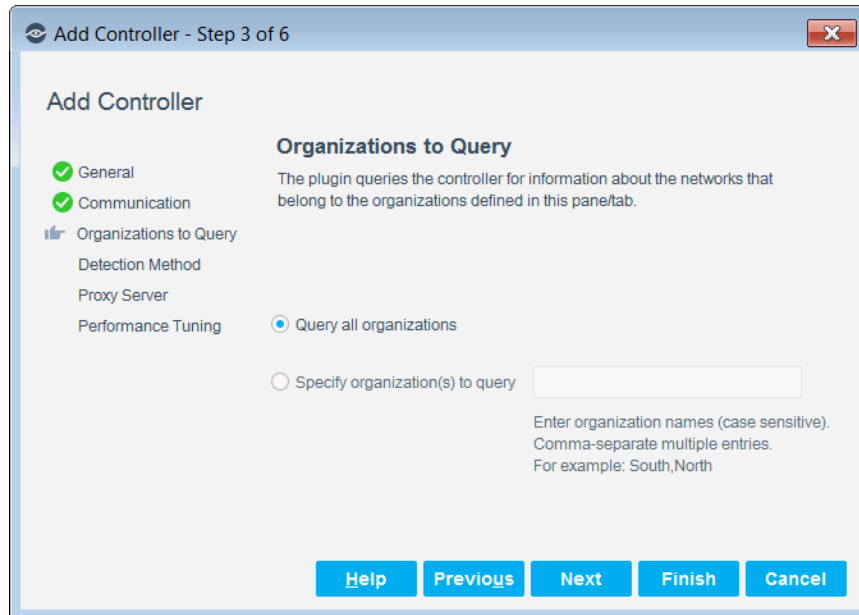 Add Controller - Step 3 of 6
Add Controller
General
Communication
Organizations to Query
Detection Method
Proxy Server
Performance Tuning
Organizations to Query
The plugin queries the controller for information about the networks that
belong to the organizations defined in this pane/tab.
Query all organizations
Specify organization(s) to query
Enter organization names (case sensitive).
Comma-separate multiple entries.
For example: South,North
Help Previous Next Finish Cancel